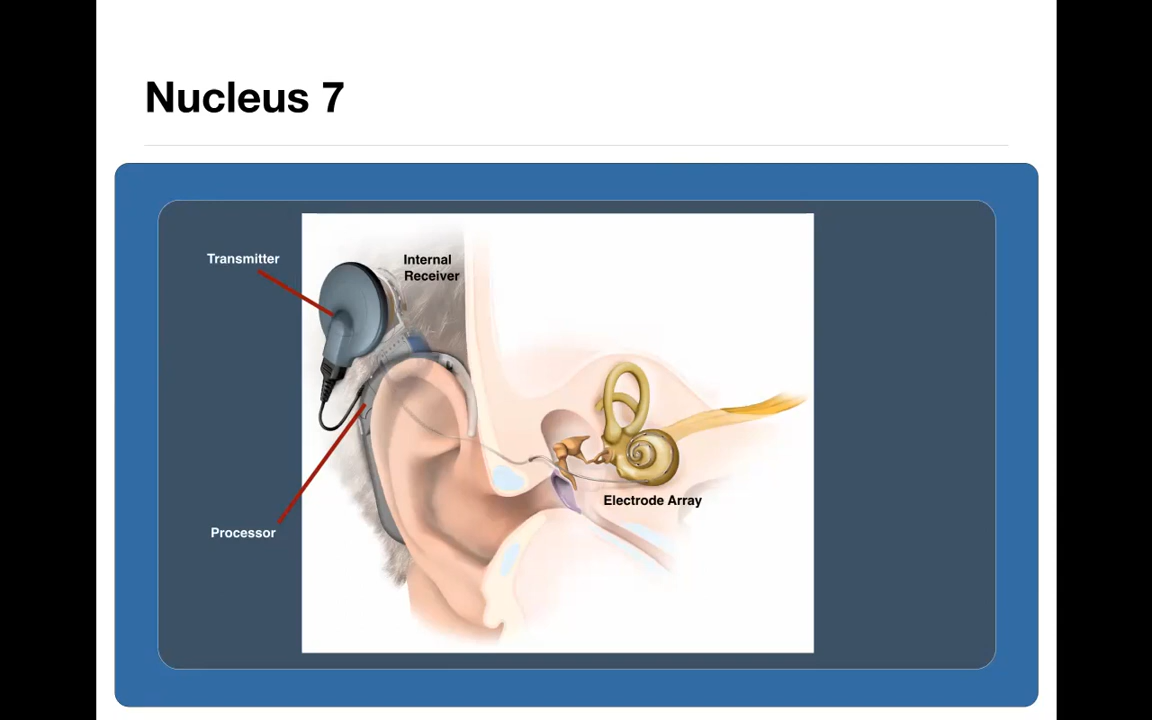 Nucleus 7
Transmitter
Internal
Receiver
Electrode Array
Processor